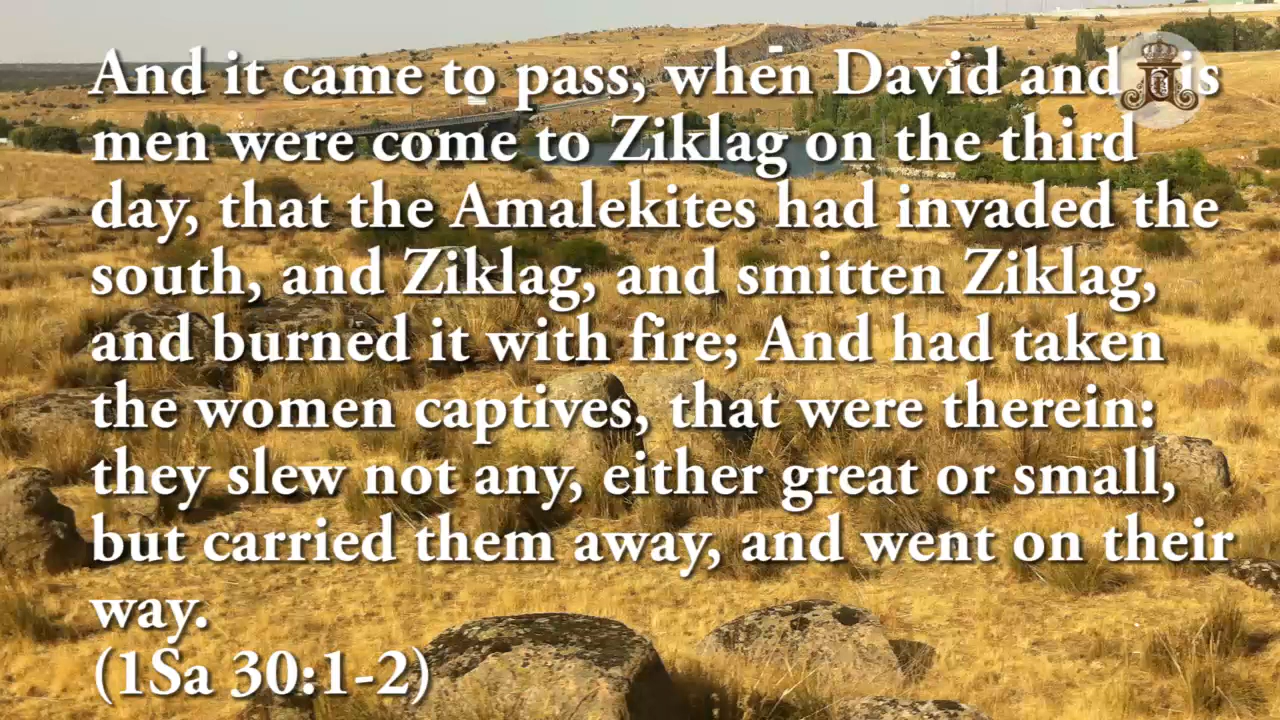 And it came to pass, when David and his
men were come to Ziklag on the third
day, that the Amalekites had invaded the
south, and Ziklag, and smitten Ziklag,
and burned it with fire; And had taken
the women captives, that were therein:
they slew not any, either great or small,
but carried them away, and went on their
way.
(1Sa 30:1-2)